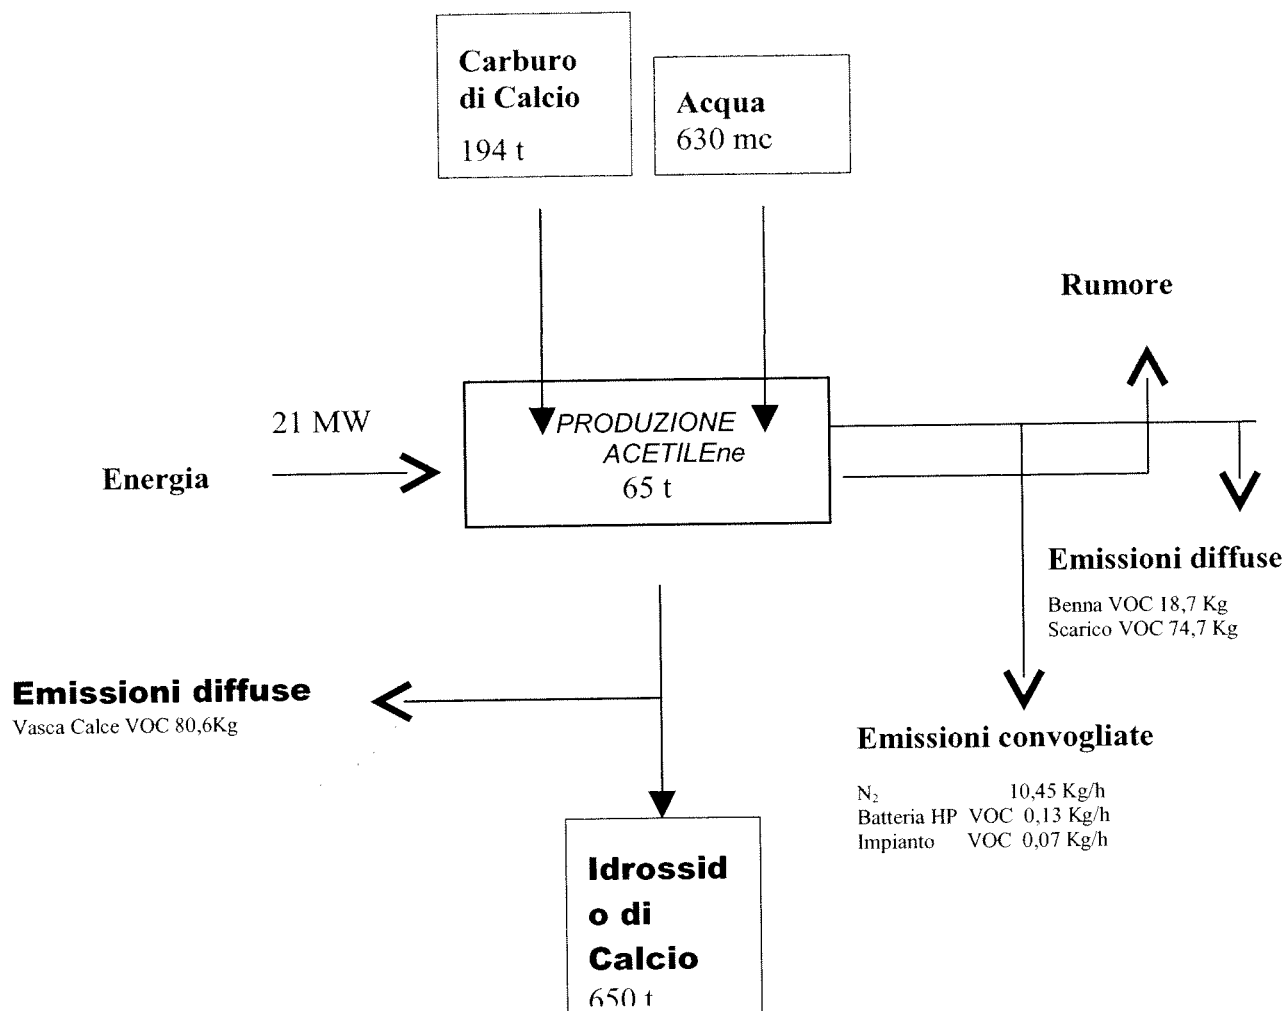 Carburo
di Calcio
194 t
Acqua
630 mc
Rumore
21 MW
Energia
PRODUZIONE
ACETILEne
65 t
Emissioni diffuse
Benna VOC 18,7 Kg
Scarico VOC 74,7 Kg
Emissioni diffuse
Vasca Calce VOC 80,6Kg
Emissioni convogliate
N₂ 10,45 Kg/h
Batteria HP VOC 0,13 Kg/h
Impianto VOC 0,07 Kg/h
Idrossid
o di
Calcio
650 t